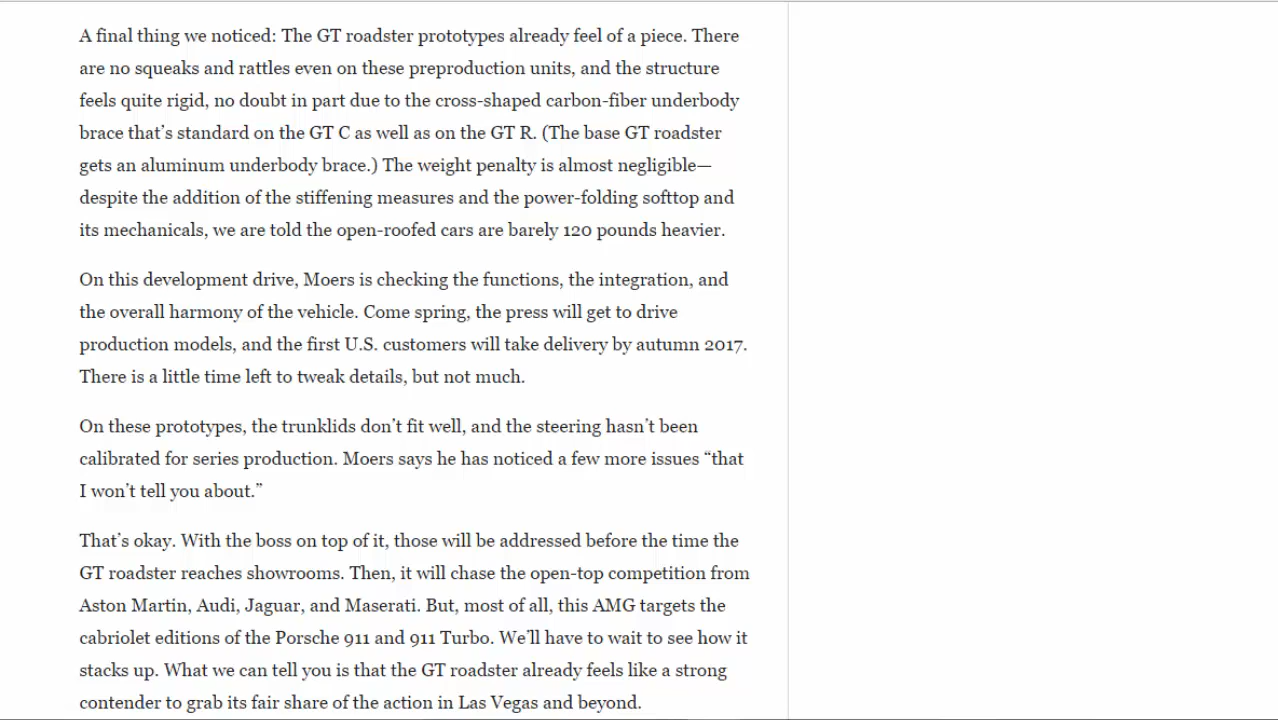 A final thing we noticed: The GT roadster prototypes already feel of a piece. There
are no squeaks and rattles even on these preproduction units, and the structure
feels quite rigid, no doubt in part due to the cross-shaped carbon-fiber underbody
brace that’s standard on the GT C as well as on the GT R. (The base GT roadster
gets an aluminum underbody brace.) The weight penalty is almost negligible—
despite the addition of the stiffening measures and the power-folding softtop and
its mechanicals, we are told the open-roofed cars are barely 120 pounds heavier.
On this development drive, Moers is checking the functions, the integration, and
the overall harmony of the vehicle. Come spring, the press will get to drive
production models, and the first U.S. customers will take delivery by autumn 2017.
There is a little time left to tweak details, but not much.
On these prototypes, the trunklids don’t fit well, and the steering hasn’t been
calibrated for series production. Moers says he has noticed a few more issues “that
I won’t tell you about.”
That’s okay. With the boss on top of it, those will be addressed before the time the
GT roadster reaches showrooms. Then, it will chase the open-top competition from
Aston Martin, Audi, Jaguar, and Maserati. But, most of all, this AMG targets the
cabriolet editions of the Porsche 911 and 911 Turbo. We’ll have to wait to see how it
stacks up. What we can tell you is that the GT roadster already feels like a strong
contender to grab its fair share of the action in Las Vegas and beyond.